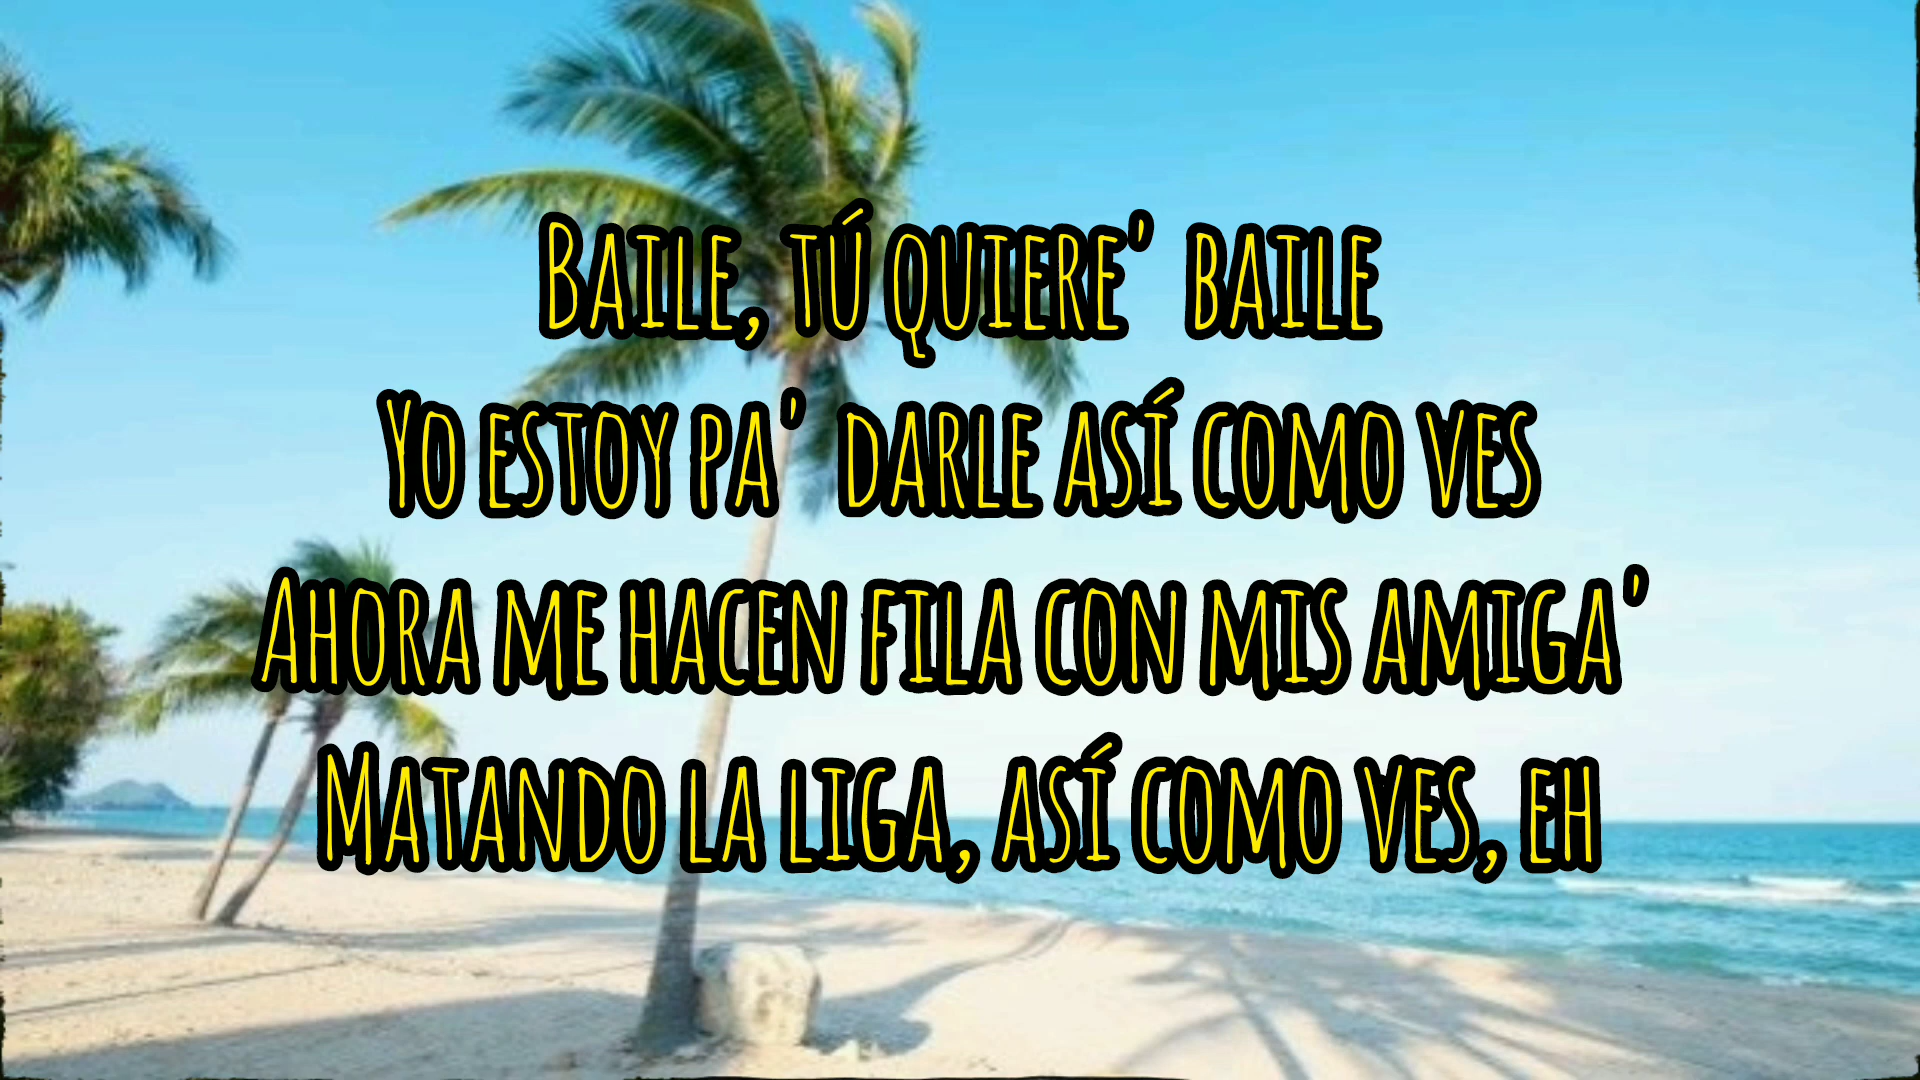 Baile, tú quiere' baile
Yo estoy pa' darle así como ves
Ahora me hacen fila con mis amiga'
Matando la liga, así como ves, eh